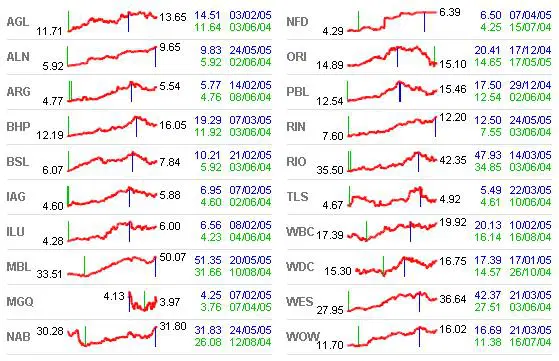 AGL 11.71 13.65 14.51 03/02/05
11.64 03/06/04
ALN 5.92 9.65 9.83 24/05/05
5.92 02/06/04
ARG 4.77 5.54 5.77 14/02/05
4.76 08/06/04
BHP 12.19 16.05 19.29 07/03/05
11.92 03/06/04
BSL 6.07 7.84 10.21 21/02/05
5.92 03/06/04
IAG 4.60 5.88 6.95 07/02/05
4.60 02/06/04
ILU 4.28 6.00 6.56 08/02/05
4.23 04/06/04
MBL 33.51 50.07 51.35 20/05/05
31.66 10/08/04
MGQ 4.13 3.97 4.25 07/02/05
3.76 07/04/05
NAB 30.28 31.80 31.83 24/05/05
26.08 12/08/04
NFD 4.29 6.39 6.50 07/04/05
4.25 15/07/04
ORI 14.89 15.10 20.41 17/12/04
14.65 17/05/05
PBL 12.54 15.46 17.50 29/12/04
12.54 02/06/04
RIN 7.60 12.20 12.50 24/05/05
7.55 03/06/04
RIO 35.50 42.35 47.93 14/03/05
34.85 03/06/04
TLS 4.67 4.92 5.49 22/03/05
4.61 10/06/04
WBC 17.39 19.92 20.13 10/02/05
16.14 16/08/04
WDC 15.30 16.75 17.39 17/01/05
14.57 26/10/04
WES 27.95 36.64 42.37 21/03/05
27.51 03/06/04
WOW 11.70 16.02 16.69 21/03/05
11.38 16/07/04